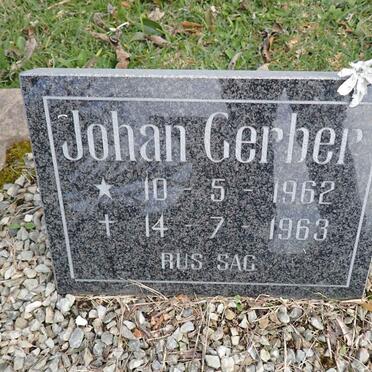 Johan Gerber
★ 10 - 5 - 1962
✝ 14 - 7 - 1963
RUS SAG